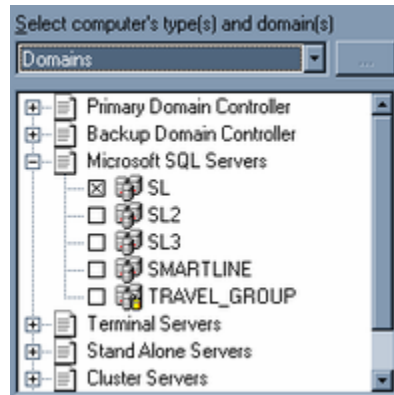 Select computer's type(s) and domain(s)
Domains
...
Primary Domain Controller
Backup Domain Controller
Microsoft SQL Servers
SL
SL2
SL3
SMARTLINE
TRAVEL_GROUP
Terminal Servers
Stand Alone Servers
Cluster Servers